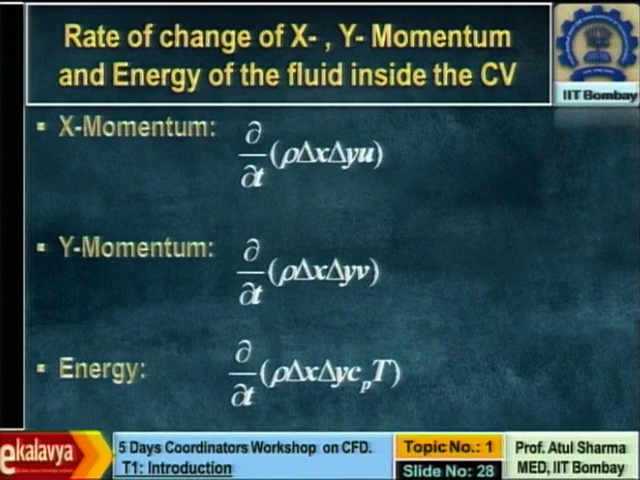 Rate of change of X- , Y- Momentum
and Energy of the fluid inside the CV
IIT Bombay
▪ X-Momentum: ∂/∂t (ρΔxΔyu)
▪ Y-Momentum: ∂/∂t (ρΔxΔyv)
▪ Energy: ∂/∂t (ρΔxΔyc_pT)
ekalavya
5 Days Coordinators Workshop on CFD.
T1: Introduction
Topic No.: 1
Slide No: 28
Prof. Atul Sharma
MED, IIT Bombay